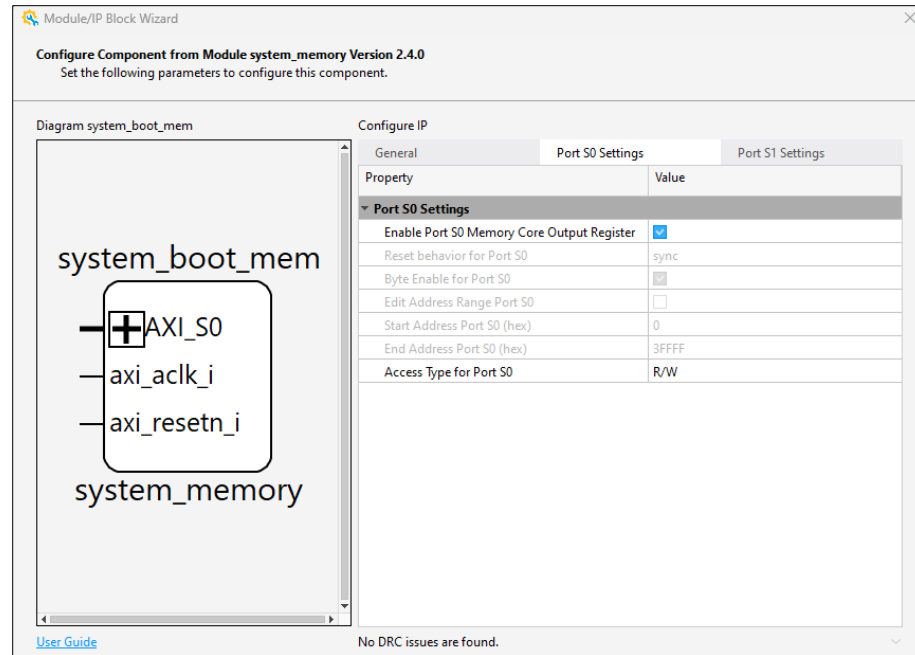 Module/IP Block Wizard
Configure Component from Module system_memory Version 2.4.0
Set the following parameters to configure this component.
Diagram system_boot_mem
system_boot_mem
AXI_S0
axi_aclk_i
axi_resetn_i
system_memory
User Guide
Configure IP
General Port S0 Settings Port S1 Settings
Property Value
Port S0 Settings
Enable Port S0 Memory Core Output Register
Reset behavior for Port S0 sync
Byte Enable for Port S0
Edit Address Range Port S0
Start Address Port S0 (hex) 0
End Address Port S0 (hex) 3FFFF
Access Type for Port S0 R/W
No DRC issues are found.